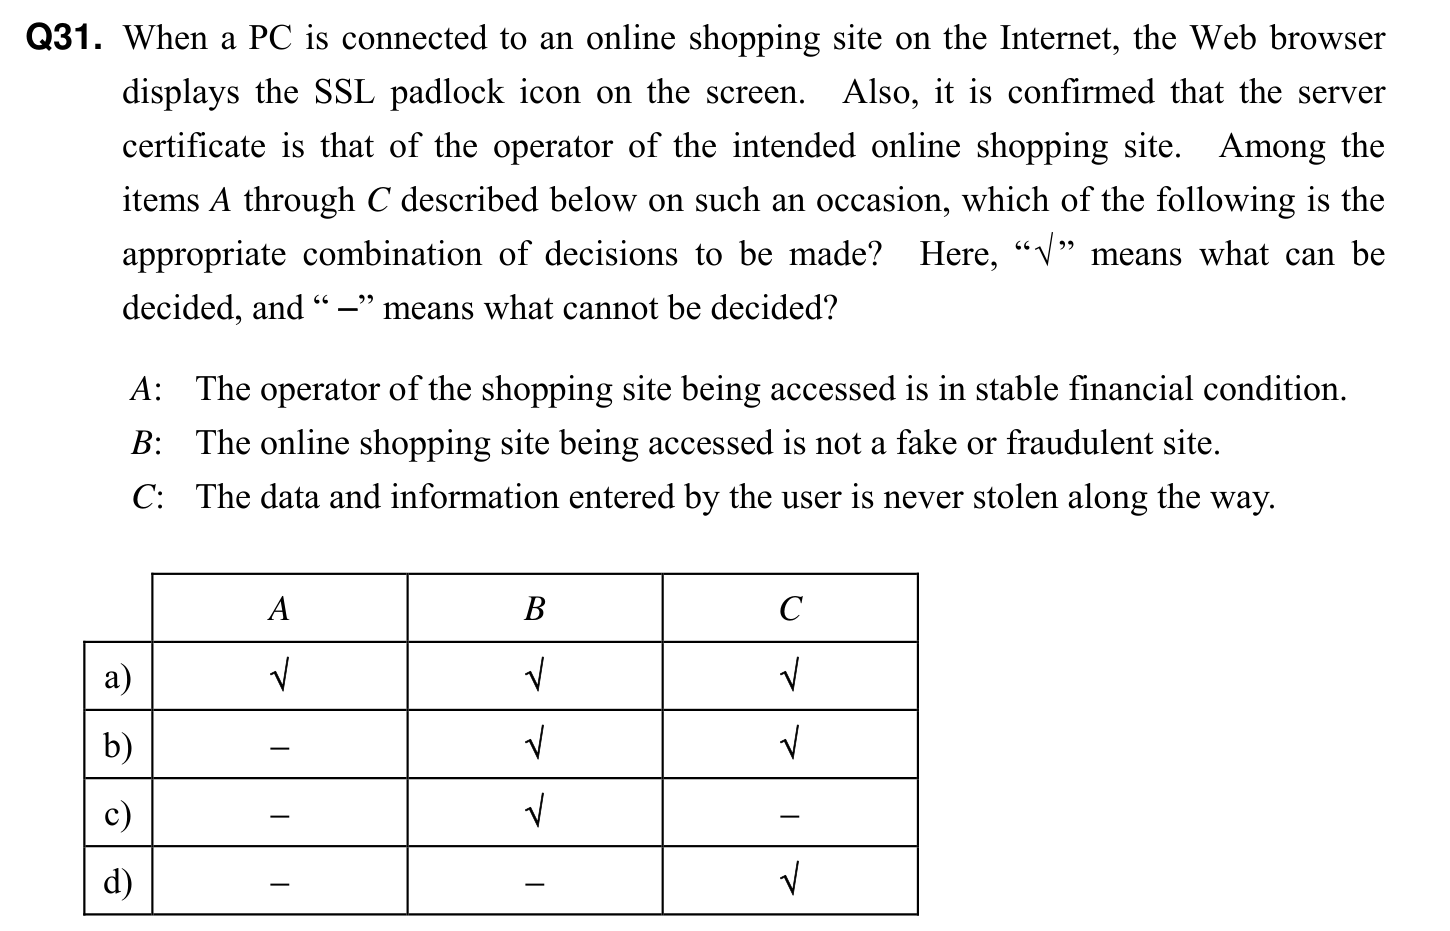 Q31. When a PC is connected to an online shopping site on the Internet, the Web browser
displays the SSL padlock icon on the screen. Also, it is confirmed that the server
certificate is that of the operator of the intended online shopping site. Among the
items A through C described below on such an occasion, which of the following is the
appropriate combination of decisions to be made? Here, “√” means what can be
decided, and “ –” means what cannot be decided?
A: The operator of the shopping site being accessed is in stable financial condition.
B: The online shopping site being accessed is not a fake or fraudulent site.
C: The data and information entered by the user is never stolen along the way.
A B C
a) √ √ √
b) – √ √
c) – √ –
d) – – √